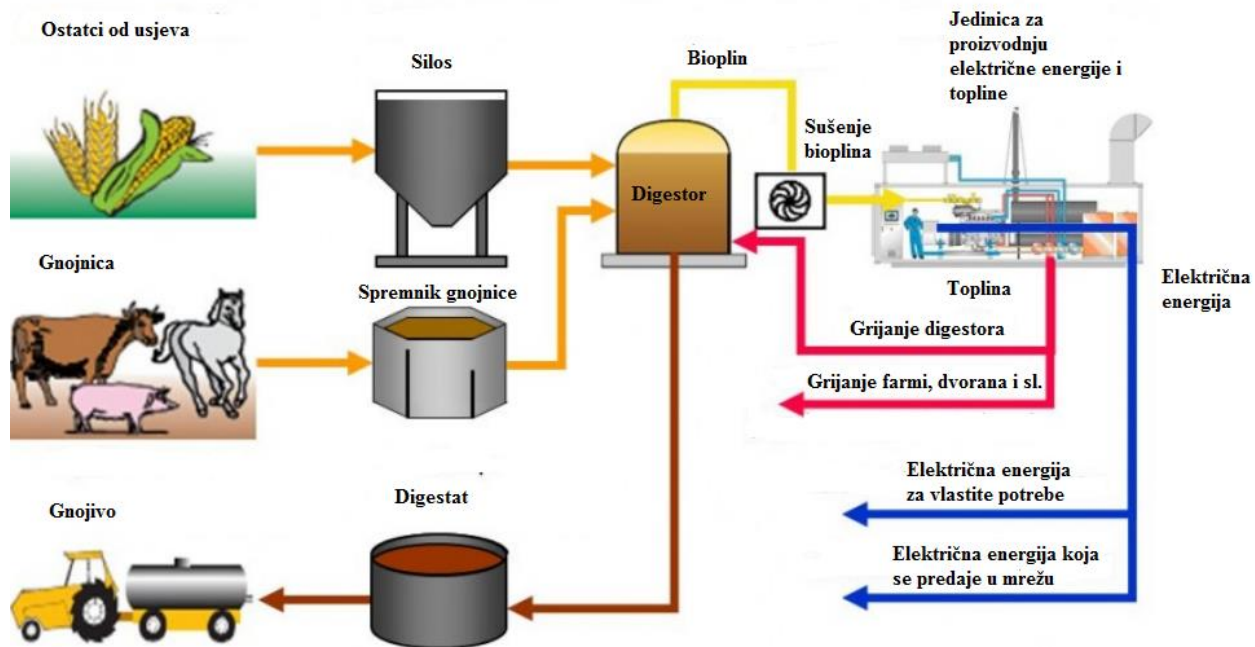 Ostatci od usjeva
Silos
Bioplin
Jedinica za
proizvodnju
električne energije i
topline
Sušenje
bioplina
Digestor
Gnojnica
Spremnik gnojnice
Toplina
Električna
energija
Grijanje digestora
Grijanje farmi, dvorana i sl.
Električna energija
za vlastite potrebe
Gnojivo
Digestat
Električna energija koja
se predaje u mrežu